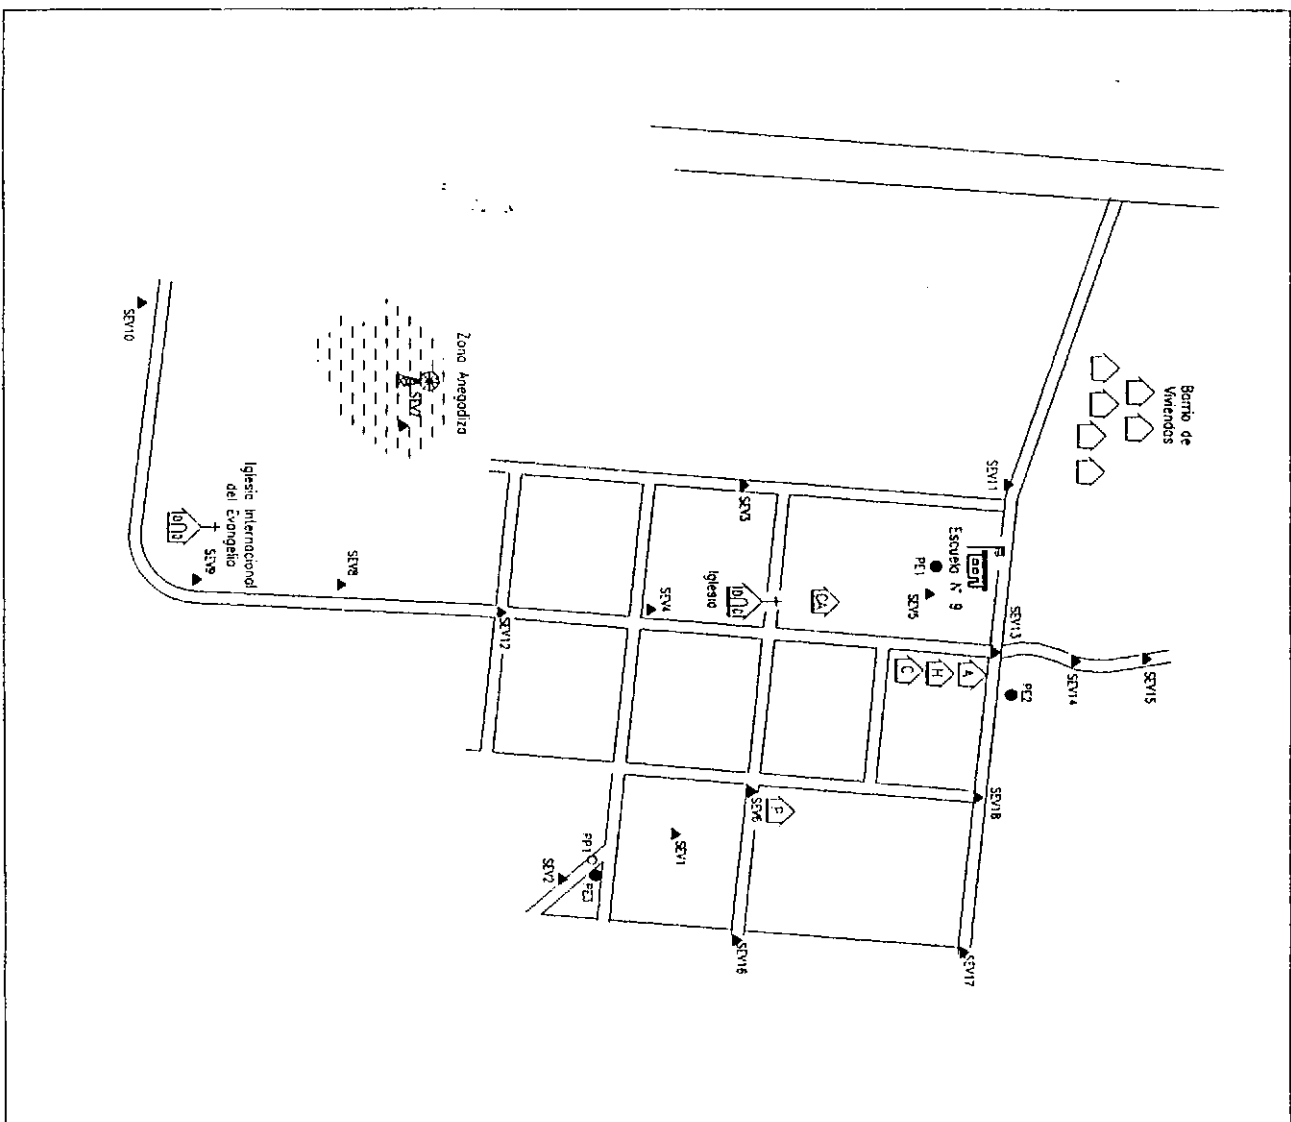 Barrio de
Viviendas
SEV11
Escuela N° 9
PE1
SEV5
SEV13
SEV15
SEV14
PE2
A
H
C
CA
Iglesia
SEV3
SEV4
SEV18
SEV6
P
SEV1
SEV17
SEV16
PP1
PE3
SEV2
SEV12
Zona Anegadiza
SEV7
SEV8
Iglesia Internacional
del Evangelio
SEV9
SEV10